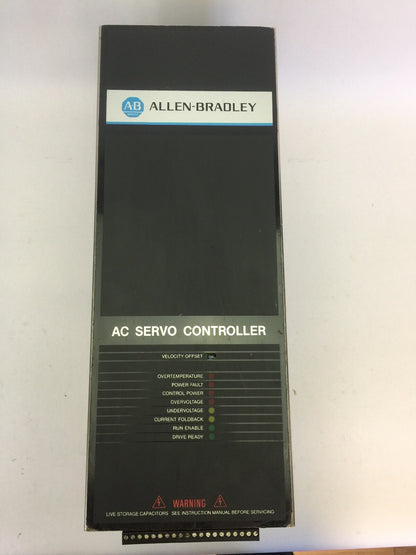 AB ALLEN-BRADLEY
AC SERVO CONTROLLER
VELOCITY OFFSET
OVERTEMPERATURE
POWER FAULT
CONTROL POWER
OVERVOLTAGE
UNDERVOLTAGE
CURRENT FOLDBACK
RUN ENABLE
DRIVE READY
WARNING
LIVE STORAGE CAPACITORS SEE INSTRUCTION MANUAL BEFORE SERVICING